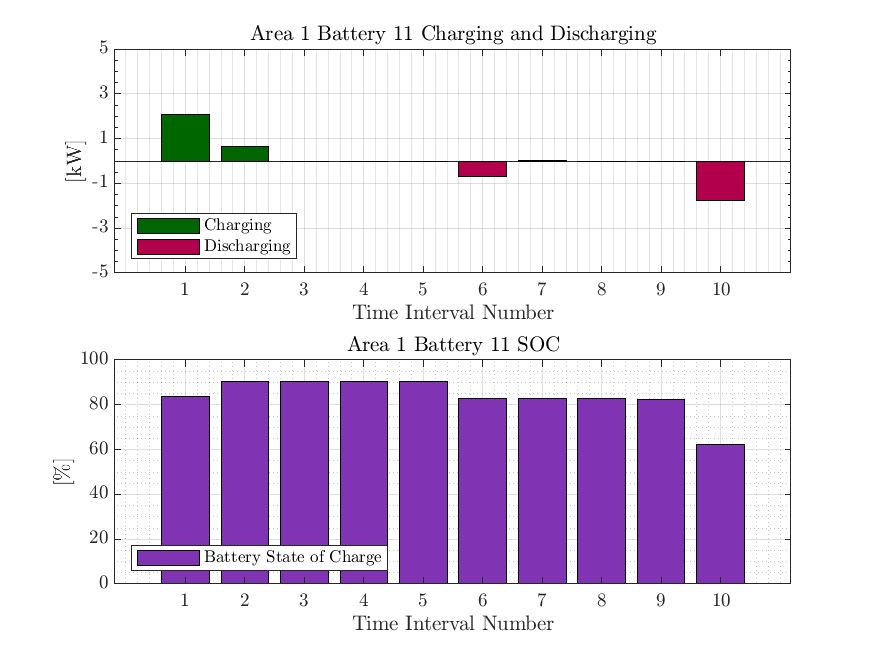 Area 1 Battery 11 Charging and Discharging
5
3
1
-1
-3
-5
[kW]
Charging
Discharging
1 2 3 4 5 6 7 8 9 10
Time Interval Number
Area 1 Battery 11 SOC
100
80
60
40
20
0
[%]
Battery State of Charge
1 2 3 4 5 6 7 8 9 10
Time Interval Number